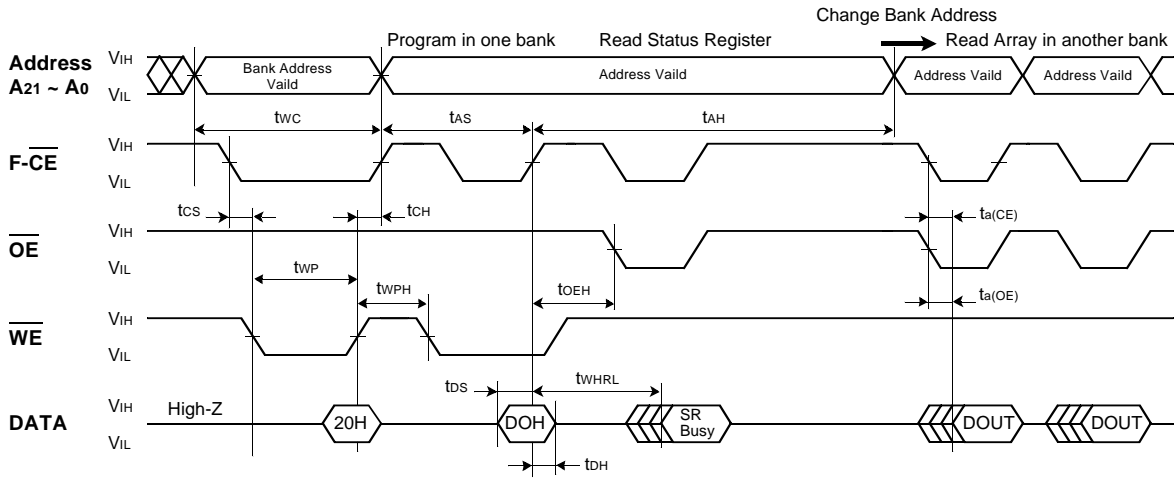 Change Bank Address
Program in one bank Read Status Register Read Array in another bank
Address
A21 ~ A0
VIH
VIL
Bank Address
Vaild
Address Vaild
Address Vaild
Address Vaild
tWC
tAS
tAH
F-CE
VIH
VIL
tCS
tCH
ta(CE)
OE
VIH
VIL
tWP
tWPH
tOEH
ta(OE)
WE
VIH
VIL
tDS
tWHRL
DATA
VIH
VIL
High-Z
20H
DOH
SR
Busy
DOUT
DOUT
tDH